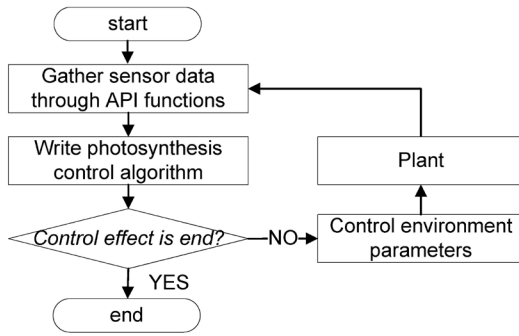 start
Gather sensor data
through API functions
Write photosynthesis
control algorithm
Plant
Control effect is end?
NO
Control environment
parameters
YES
end